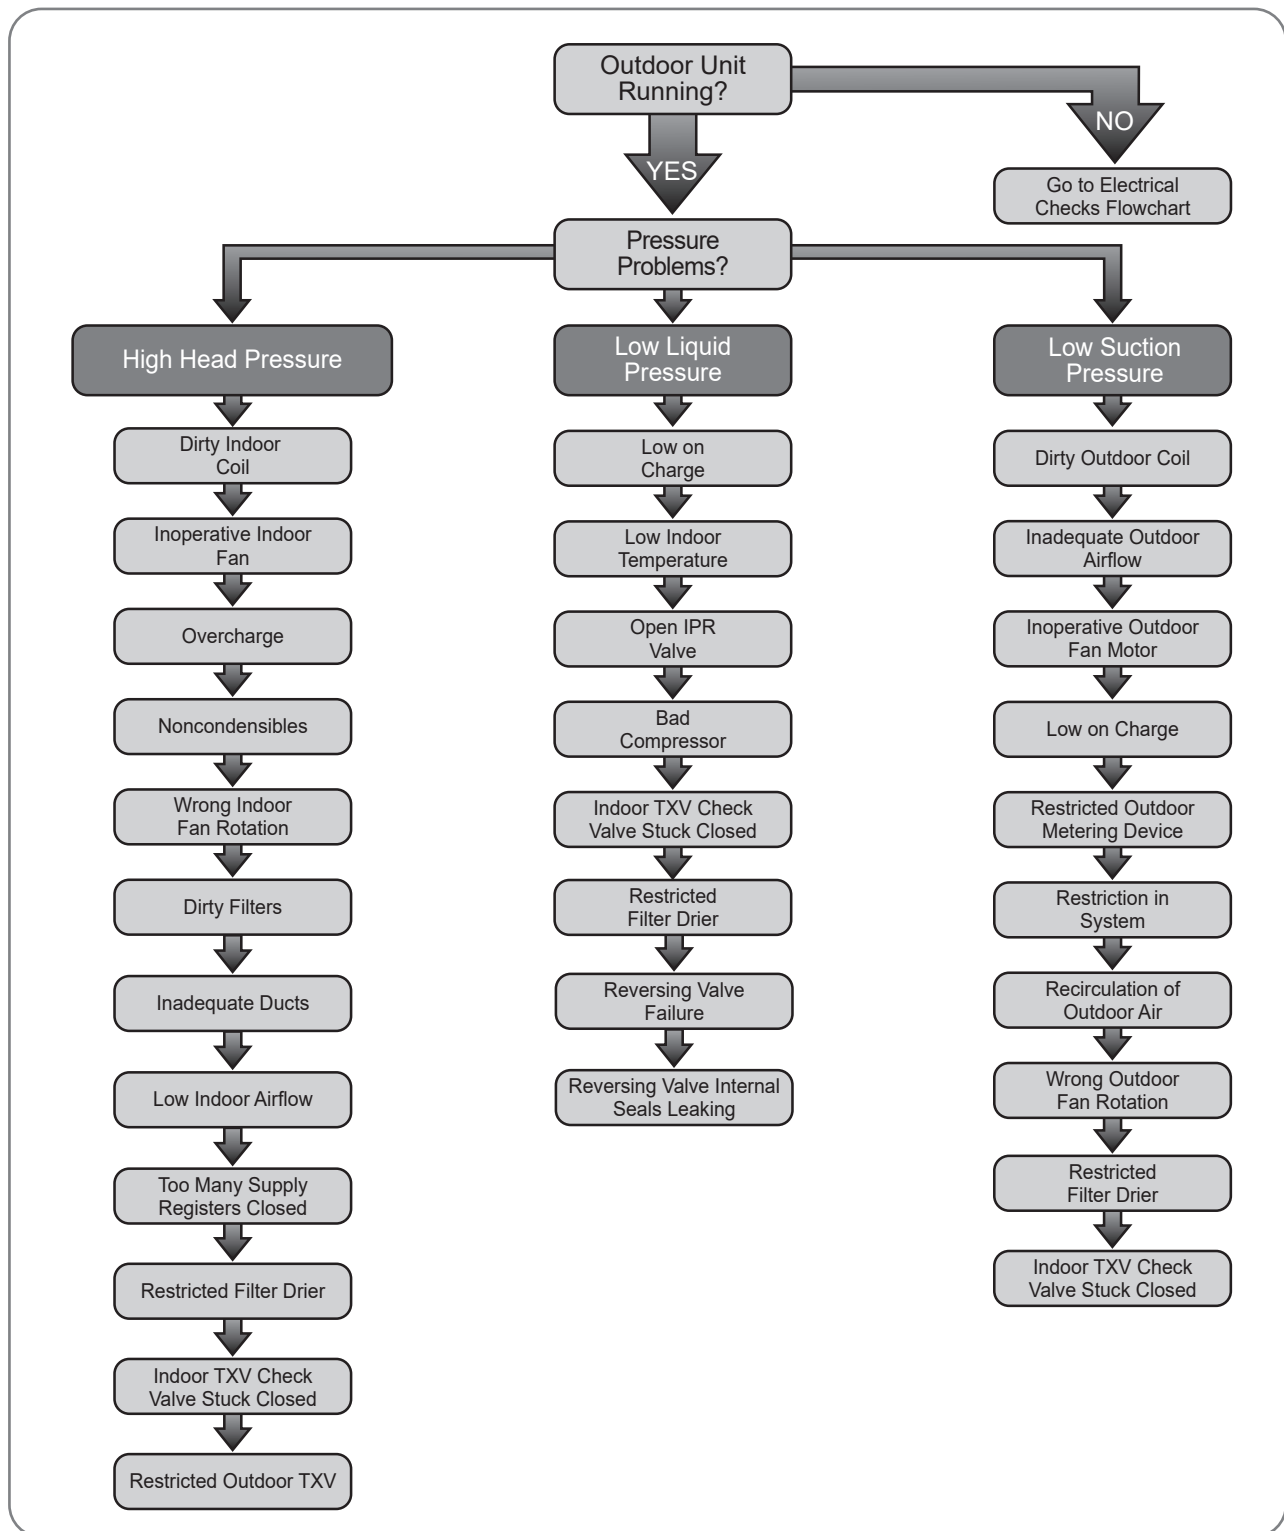 Outdoor Unit
Running?
NO
YES
Go to Electrical
Checks Flowchart
Pressure
Problems?
High Head Pressure
Dirty Indoor
Coil
Inoperative Indoor
Fan
Overcharge
Noncondensibles
Wrong Indoor
Fan Rotation
Dirty Filters
Inadequate Ducts
Low Indoor Airflow
Too Many Supply
Registers Closed
Restricted Filter Drier
Indoor TXV Check
Valve Stuck Closed
Restricted Outdoor TXV
Low Liquid
Pressure
Low on
Charge
Low Indoor
Temperature
Open IPR
Valve
Bad
Compressor
Indoor TXV Check
Valve Stuck Closed
Restricted
Filter Drier
Reversing Valve
Failure
Reversing Valve Internal
Seals Leaking
Low Suction
Pressure
Dirty Outdoor Coil
Inadequate Outdoor
Airflow
Inoperative Outdoor
Fan Motor
Low on Charge
Restricted Outdoor
Metering Device
Restriction in
System
Recirculation of
Outdoor Air
Wrong Outdoor
Fan Rotation
Restricted
Filter Drier
Indoor TXV Check
Valve Stuck Closed